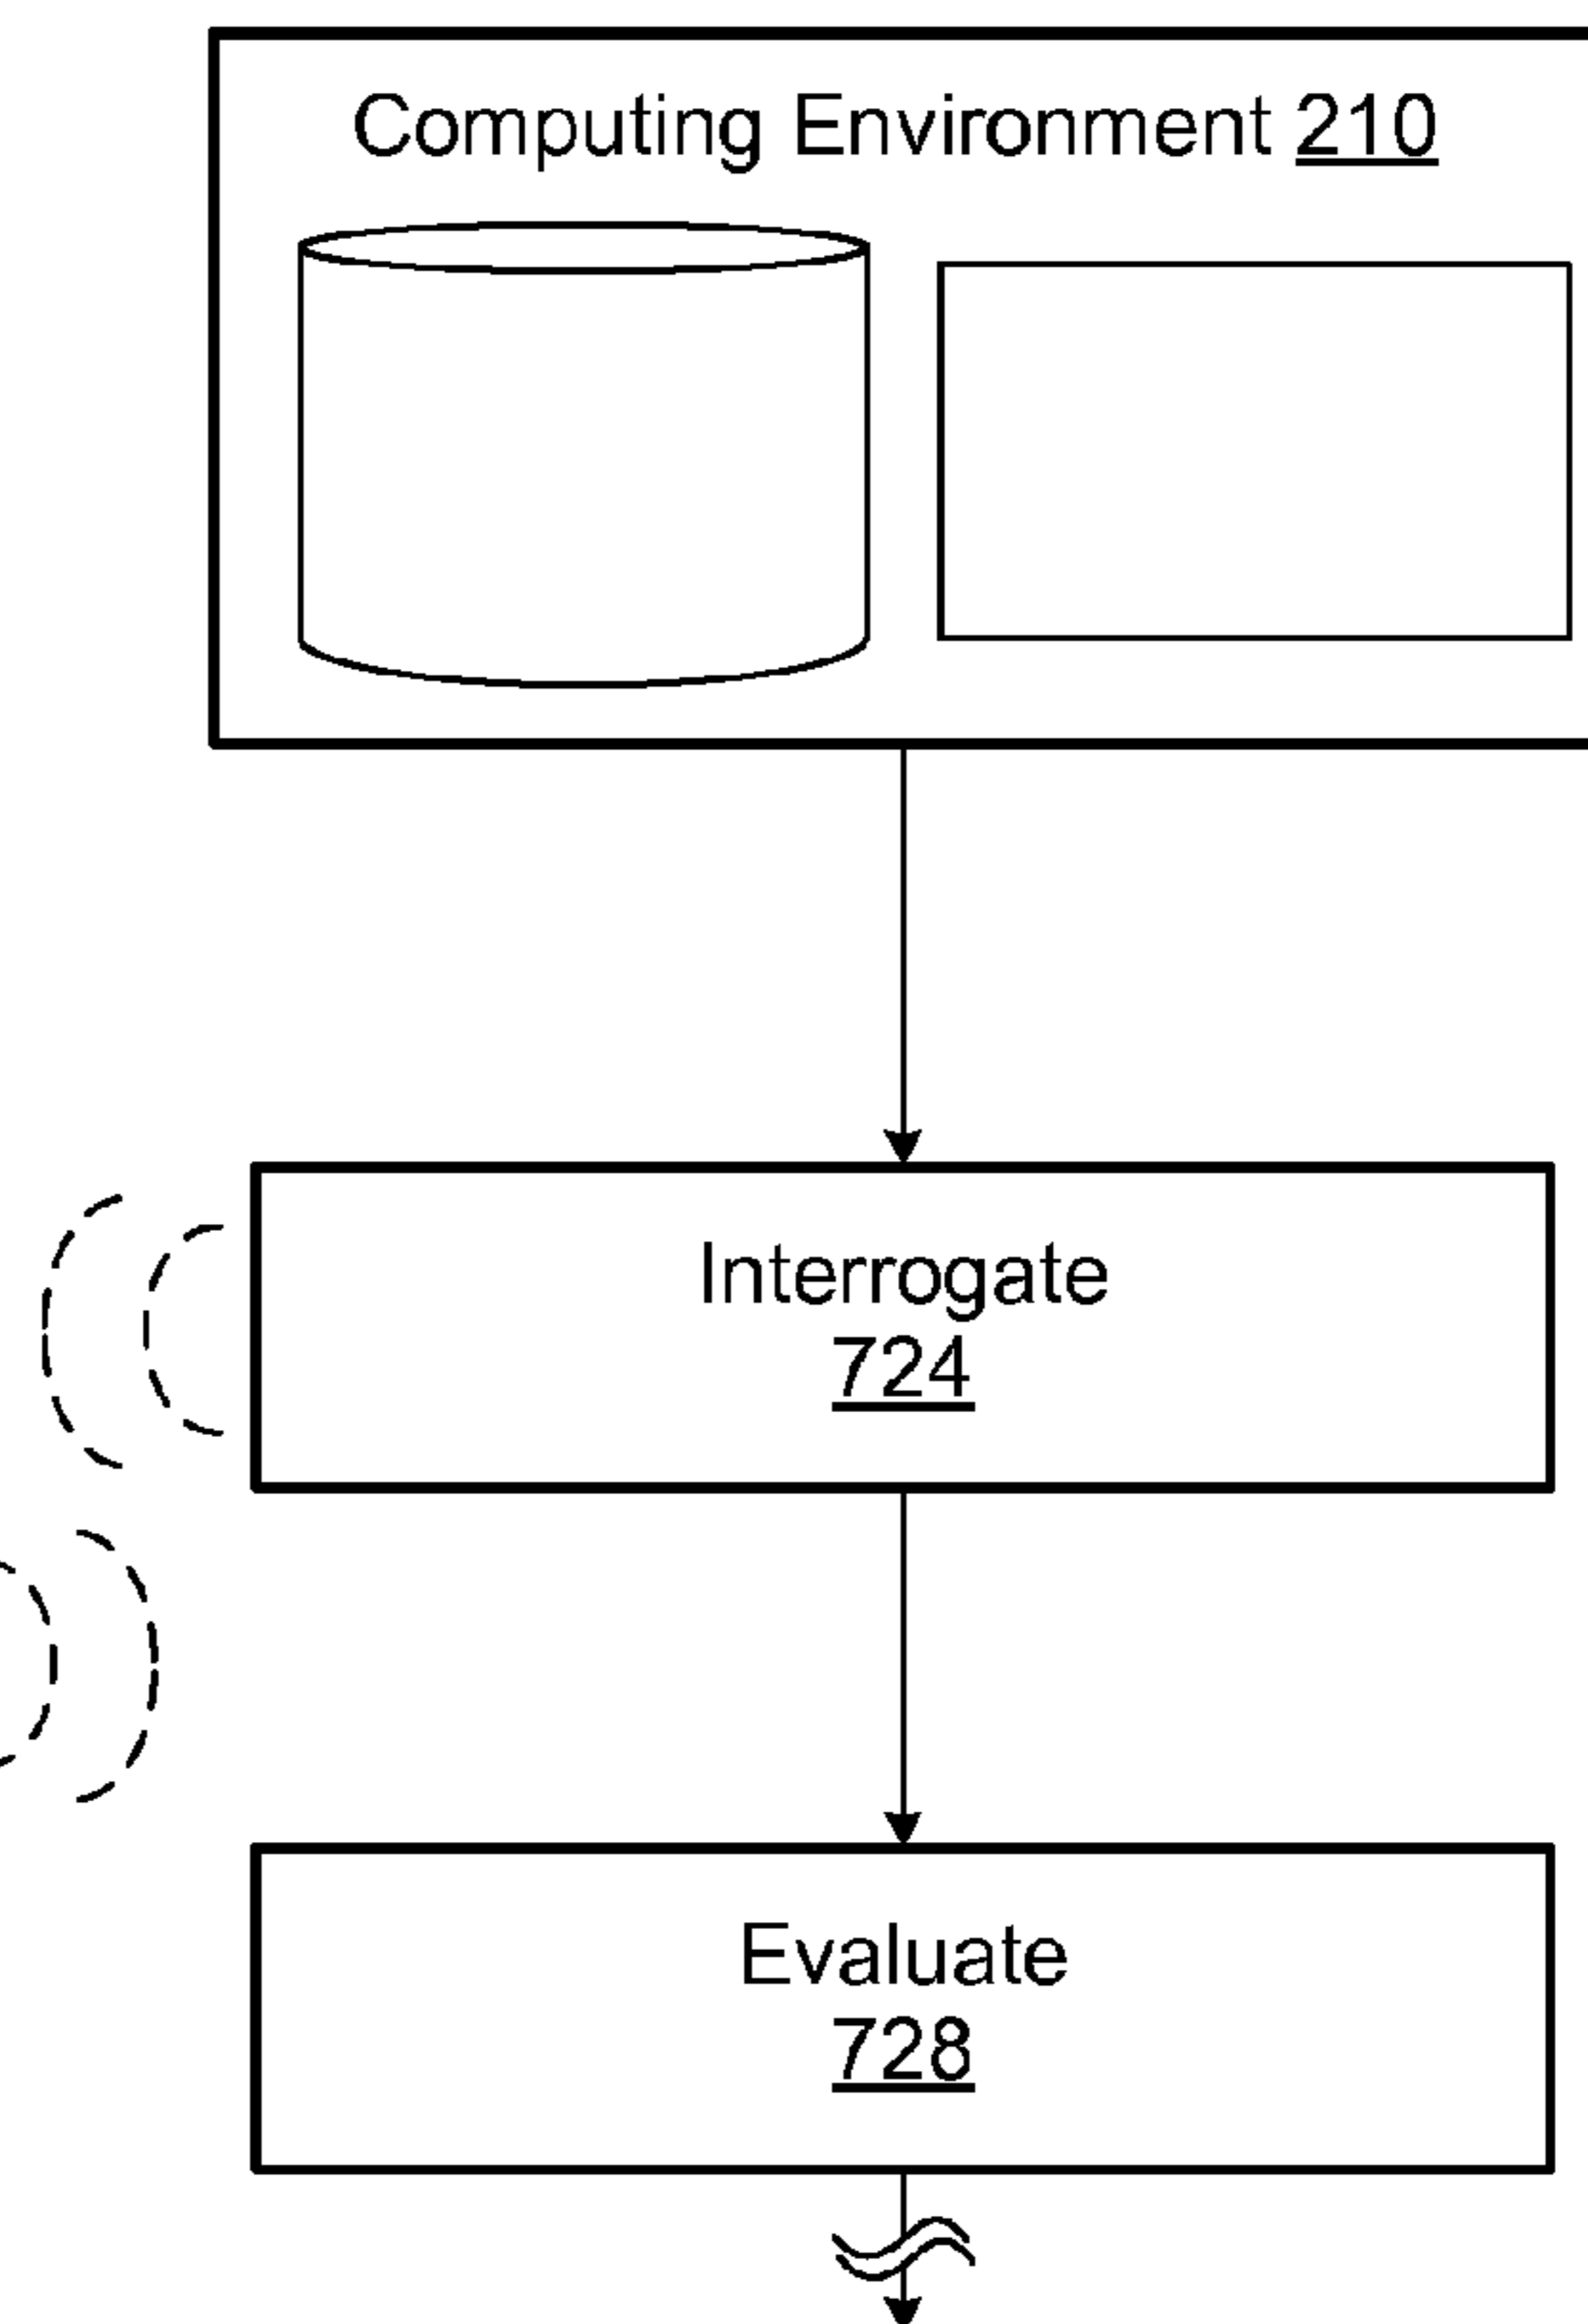 Computing Environment 210
Interrogate
724
Evaluate
728